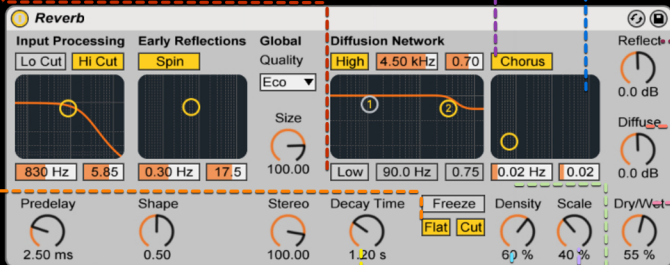 Reverb
Input Processing Early Reflections Global Diffusion Network Reflect
Lo Cut Hi Cut Spin Quality High 4.50 kHz 0.70 Chorus
Eco
1 2
0.0 dB
Size Diffuse
100.00
830 Hz 5.85 0.30 Hz 17.5 Low 90.0 Hz 0.75 0.02 Hz 0.02
0.0 dB
Predelay Shape Stereo Decay Time Freeze Density Scale Dry/Wet
Flat Cut
2.50 ms 0.50 100.00 1.20 s 60 % 40 % 55 %